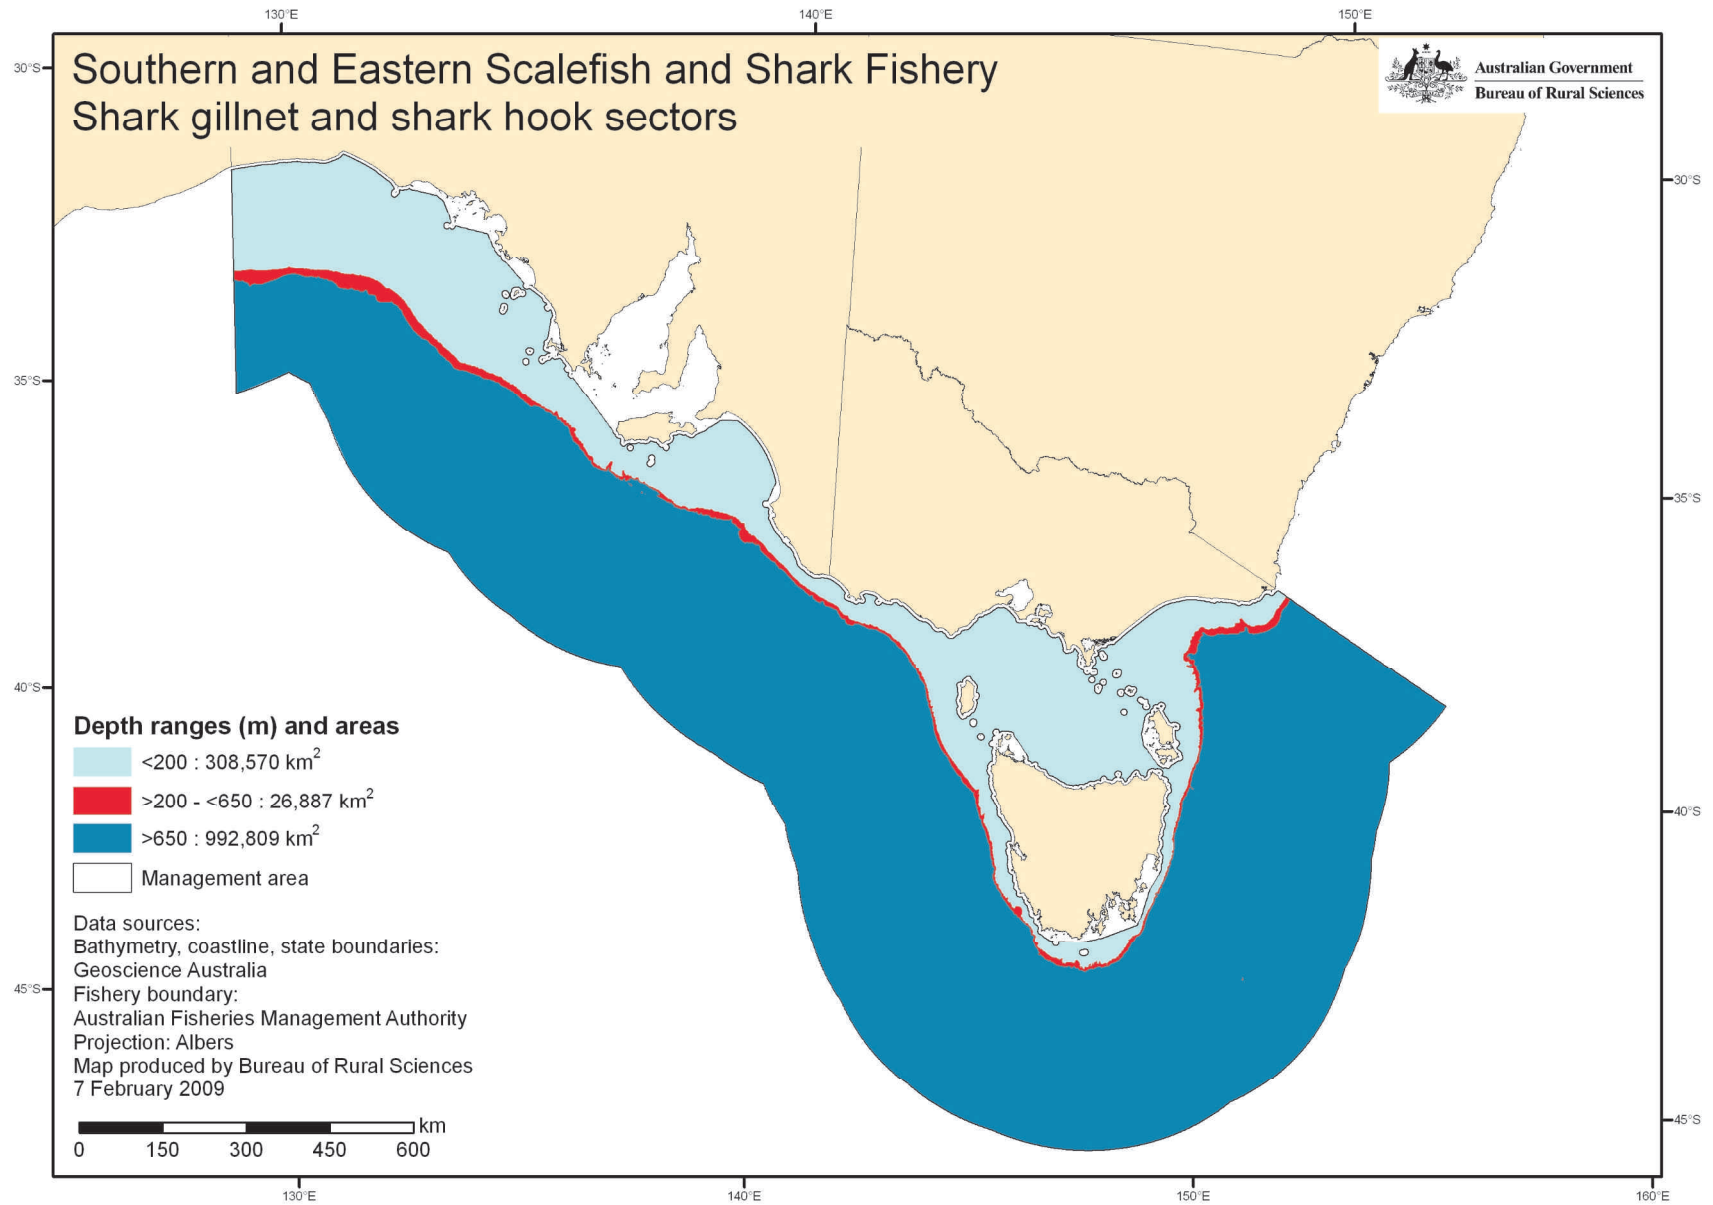 130°E 140°E 150°E
30°S
Southern and Eastern Scalefish and Shark Fishery
Shark gillnet and shark hook sectors
Australian Government
Bureau of Rural Sciences
30°S
35°S
35°S
40°S
Depth ranges (m) and areas
<200 : 308,570 km²
>200 - <650 : 26,887 km²
>650 : 992,809 km²
Management area
40°S
Data sources:
Bathymetry, coastline, state boundaries:
Geoscience Australia
Fishery boundary:
Australian Fisheries Management Authority
Projection: Albers
Map produced by Bureau of Rural Sciences
7 February 2009
45°S
45°S
km
0 150 300 450 600
130°E 140°E 150°E 160°E